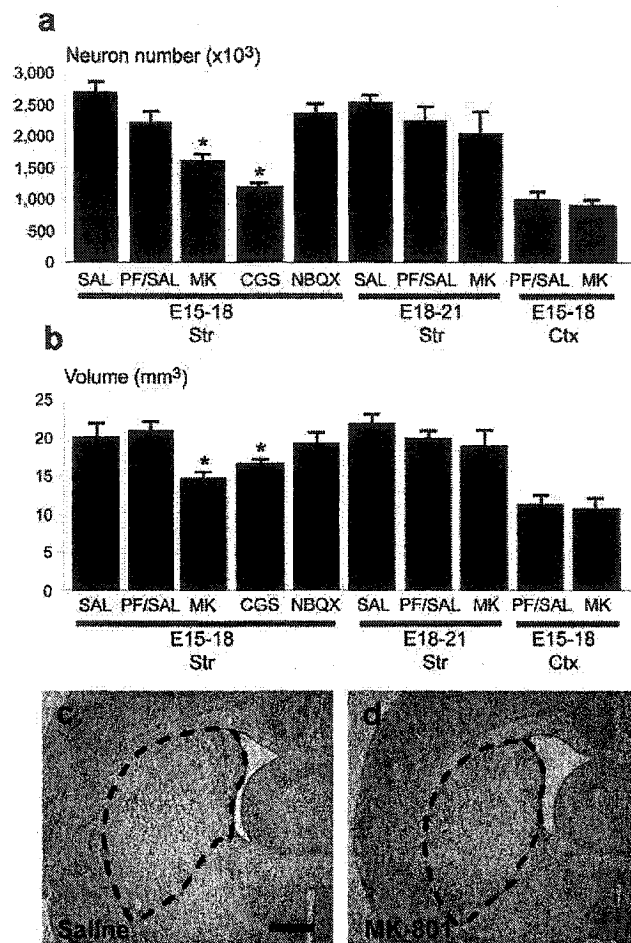 a
Neuron number (x10³)
3,000
2,500
2,000
1,500
1,000
500
0
* *
SAL PF/SAL MK CGS NBQX SAL PF/SAL MK PF/SAL MK
E15-18 E18-21 E15-18
Str Str Ctx
b
Volume (mm³)
25
20
15
10
5
0
* *
SAL PF/SAL MK CGS NBQX SAL PF/SAL MK PF/SAL MK
E15-18 E18-21 E15-18
Str Str Ctx
c d
Saline MK-801